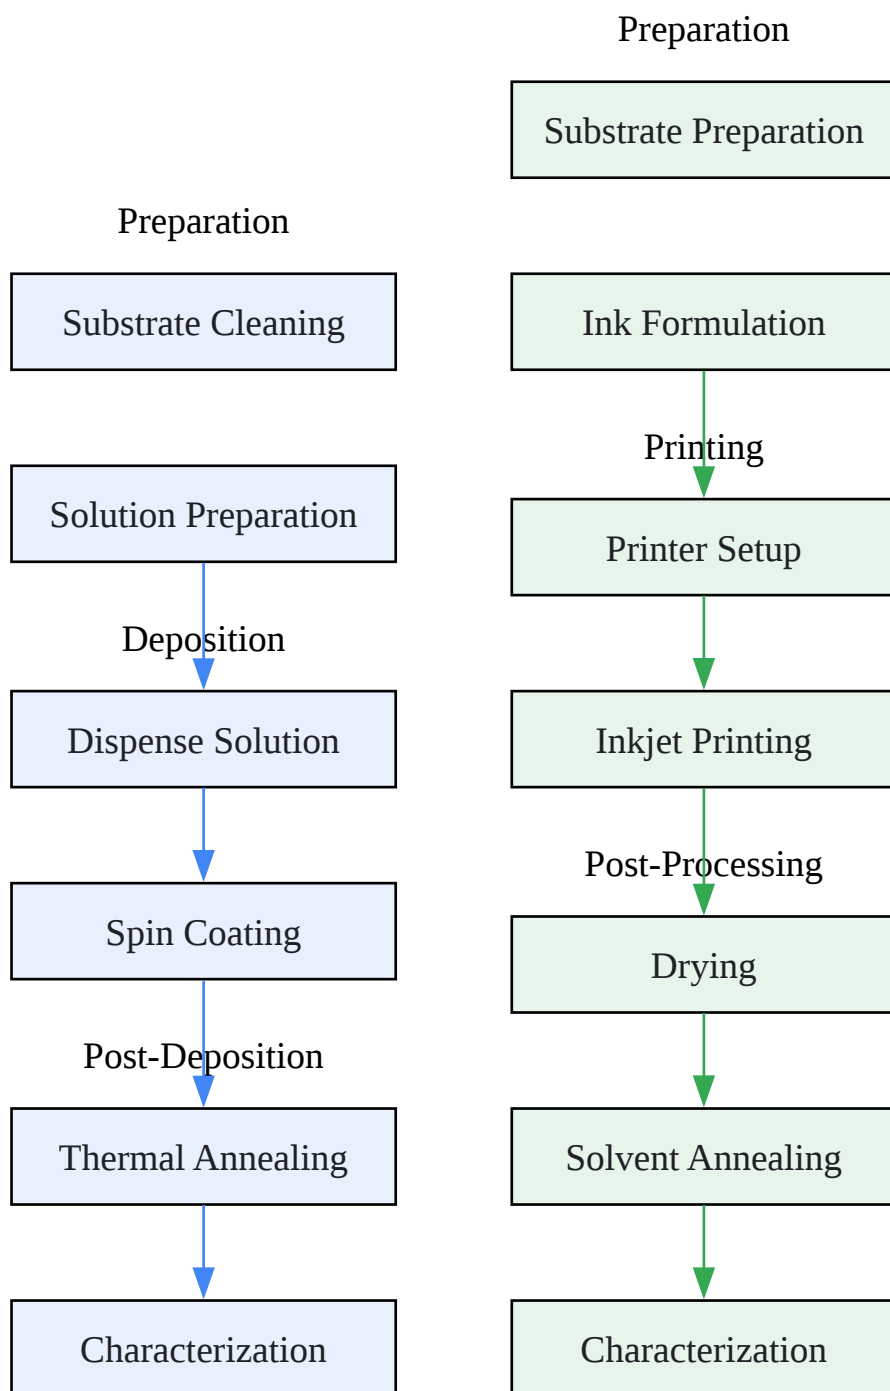 Preparation
Substrate Cleaning
Solution Preparation
Deposition
Dispense Solution
Spin Coating
Post-Deposition
Thermal Annealing
Characterization
Preparation
Substrate Preparation
Ink Formulation
Printing
Printer Setup
Inkjet Printing
Post-Processing
Drying
Solvent Annealing
Characterization